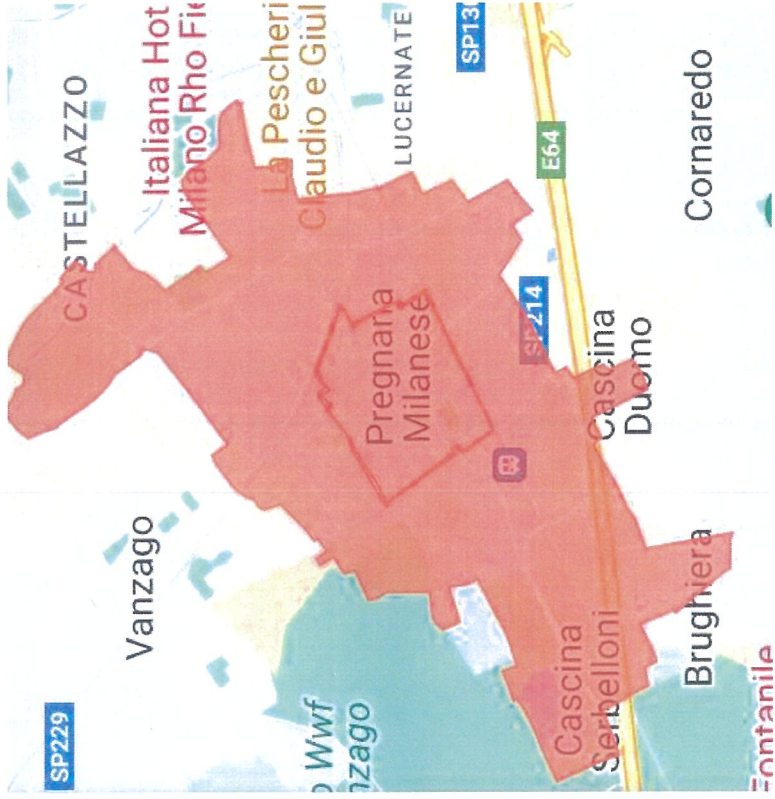 SP229
CASTELLAZZO
Vanzago
Italiana Hot
Milano Rho Fie
La Pescheri
Claudio e Giul
o Wwf
nzago
Pregnana
Milanese
LUCERNATE
SP130
SP214
E64
Cascina
Serbelloni
Cascina
Duomo
Brughiera
Cornaredo
Fontanile